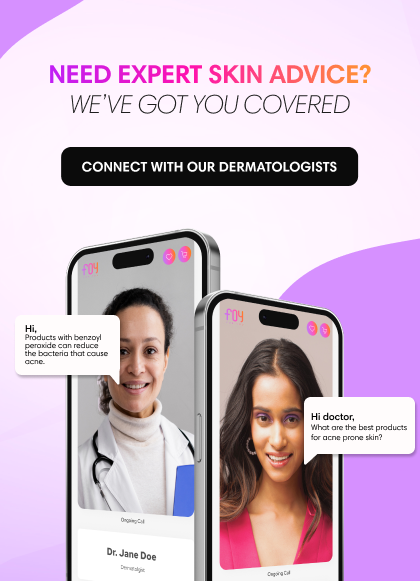 NEED EXPERT SKIN ADVICE?
WE'VE GOT YOU COVERED
CONNECT WITH OUR DERMATOLOGISTS
foy
foy
Hi,
Products with benzoyl
peroxide can reduce
the bacteria that cause
acne.
Hi doctor,
What are the best products
for acne prone skin?
Ongoing Call
Dr. Jane Doe
Dermatologist
Ongoing Call